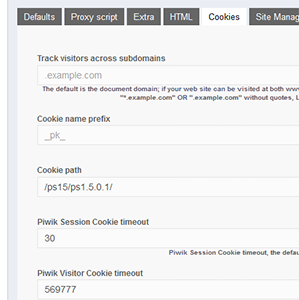 Defaults Proxy script Extra HTML Cookies Site Manag
Track visitors across subdomains
.example.com
The default is the document domain; if your web site can be visited at both www
"*.example.com" OR ".example.com" without quotes, L
Cookie name prefix
_pk_
Cookie path
/ps15/ps1.5.0.1/
Piwik Session Cookie timeout
30
Piwik Session Cookie timeout, the defau
Piwik Visitor Cookie timeout
569777